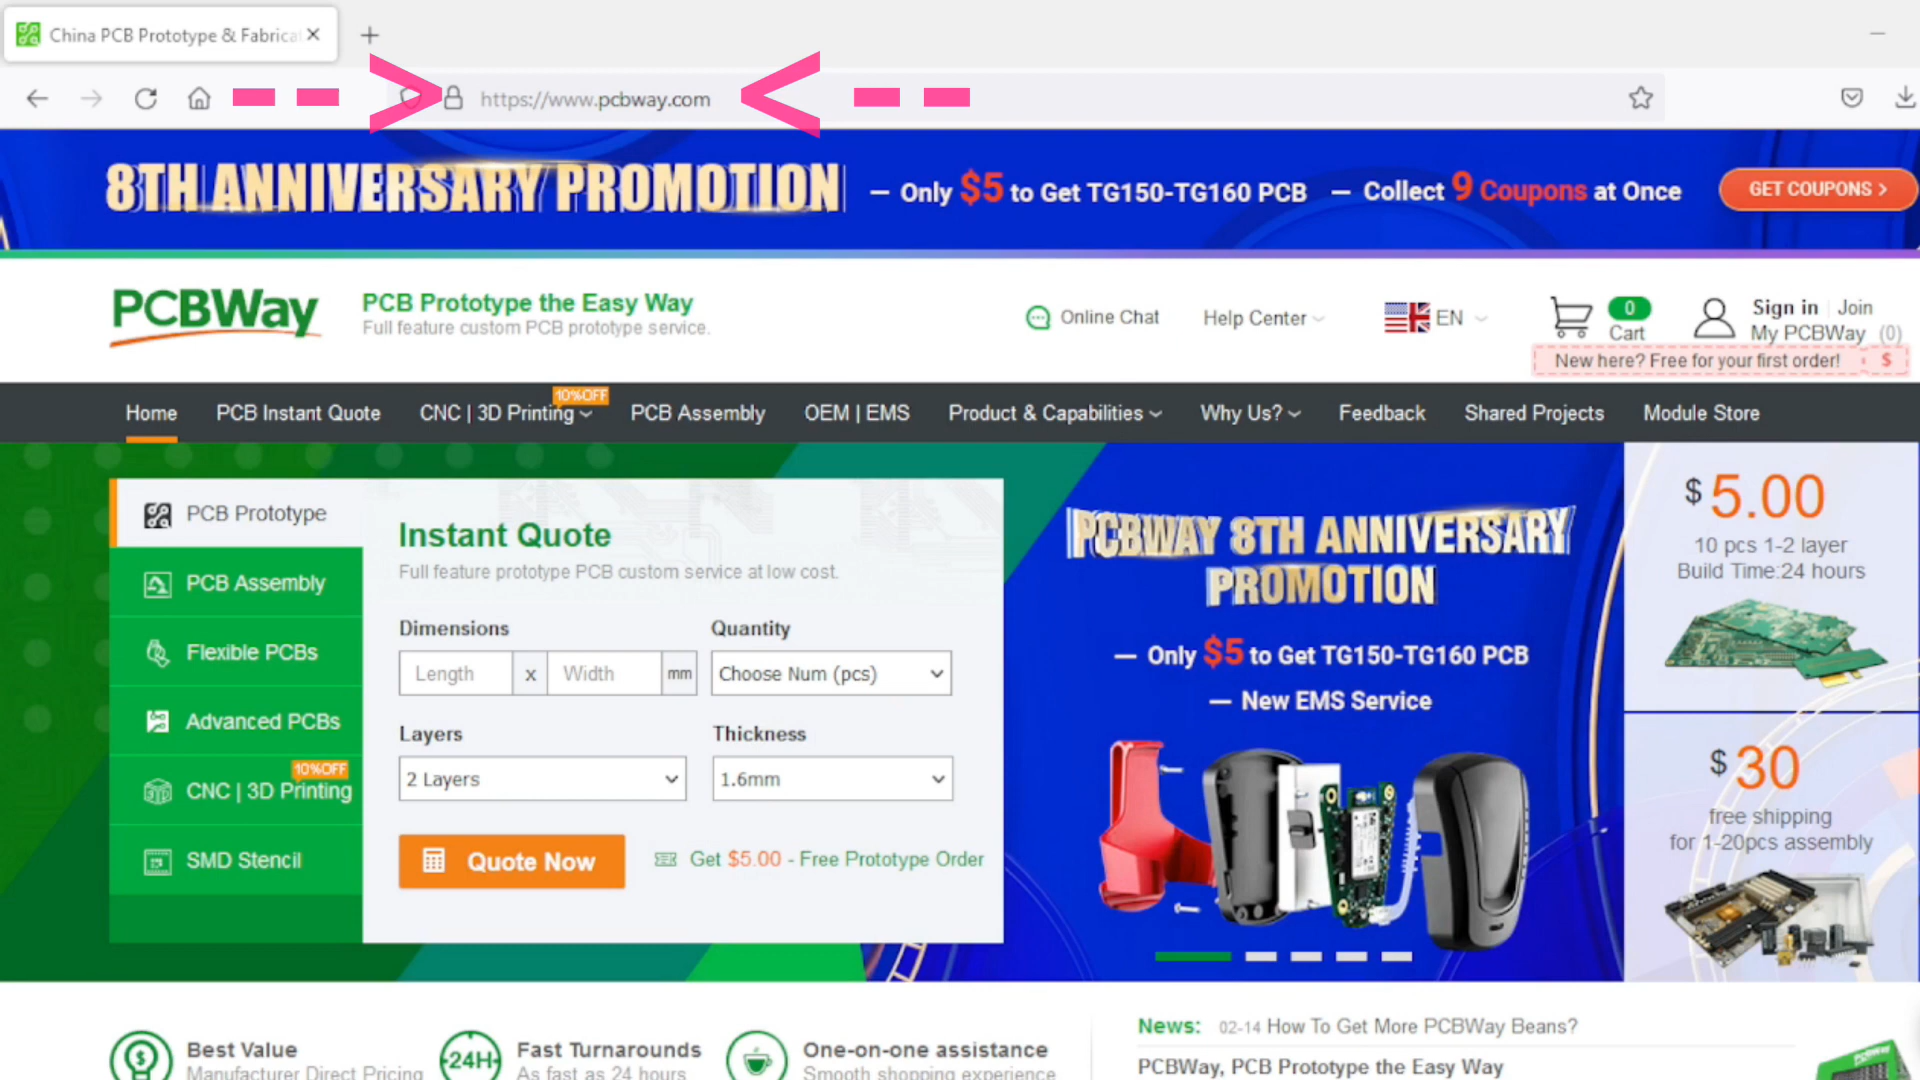 China PCB Prototype & Fabrica
https://www.pcbway.com
8TH ANNIVERSARY PROMOTION — Only $5 to Get TG150-TG160 PCB — Collect 9 Coupons at Once GET COUPONS >
PCBWay
PCB Prototype the Easy Way
Full feature custom PCB prototype service.
Online Chat Help Center EN 0 Cart
Sign in | Join
My PCBWay (0)
New here? Free for your first order! $
Home PCB Instant Quote CNC | 3D Printing 10%OFF PCB Assembly OEM | EMS Product & Capabilities Why Us? Feedback Shared Projects Module Store
PCB Prototype
PCB Assembly
Flexible PCBs
Advanced PCBs
10%OFF
CNC | 3D Printing
SMD Stencil
Instant Quote
Full feature prototype PCB custom service at low cost.
Dimensions Quantity
Length x Width mm Choose Num (pcs)
Layers Thickness
2 Layers 1.6mm
Quote Now Get $5.00 - Free Prototype Order
PCBWAY 8TH ANNIVERSARY
PROMOTION
— Only $5 to Get TG150-TG160 PCB
— New EMS Service
$ 5.00
10 pcs 1-2 layer
Build Time:24 hours
$ 30
free shipping
for 1-20pcs assembly
Best Value
Manufacturer Direct Pricing
24H
Fast Turnarounds
As fast as 24 hours
One-on-one assistance
Smooth shopping experience
News: 02-14 How To Get More PCBWay Beans?
PCBWay, PCB Prototype the Easy Way